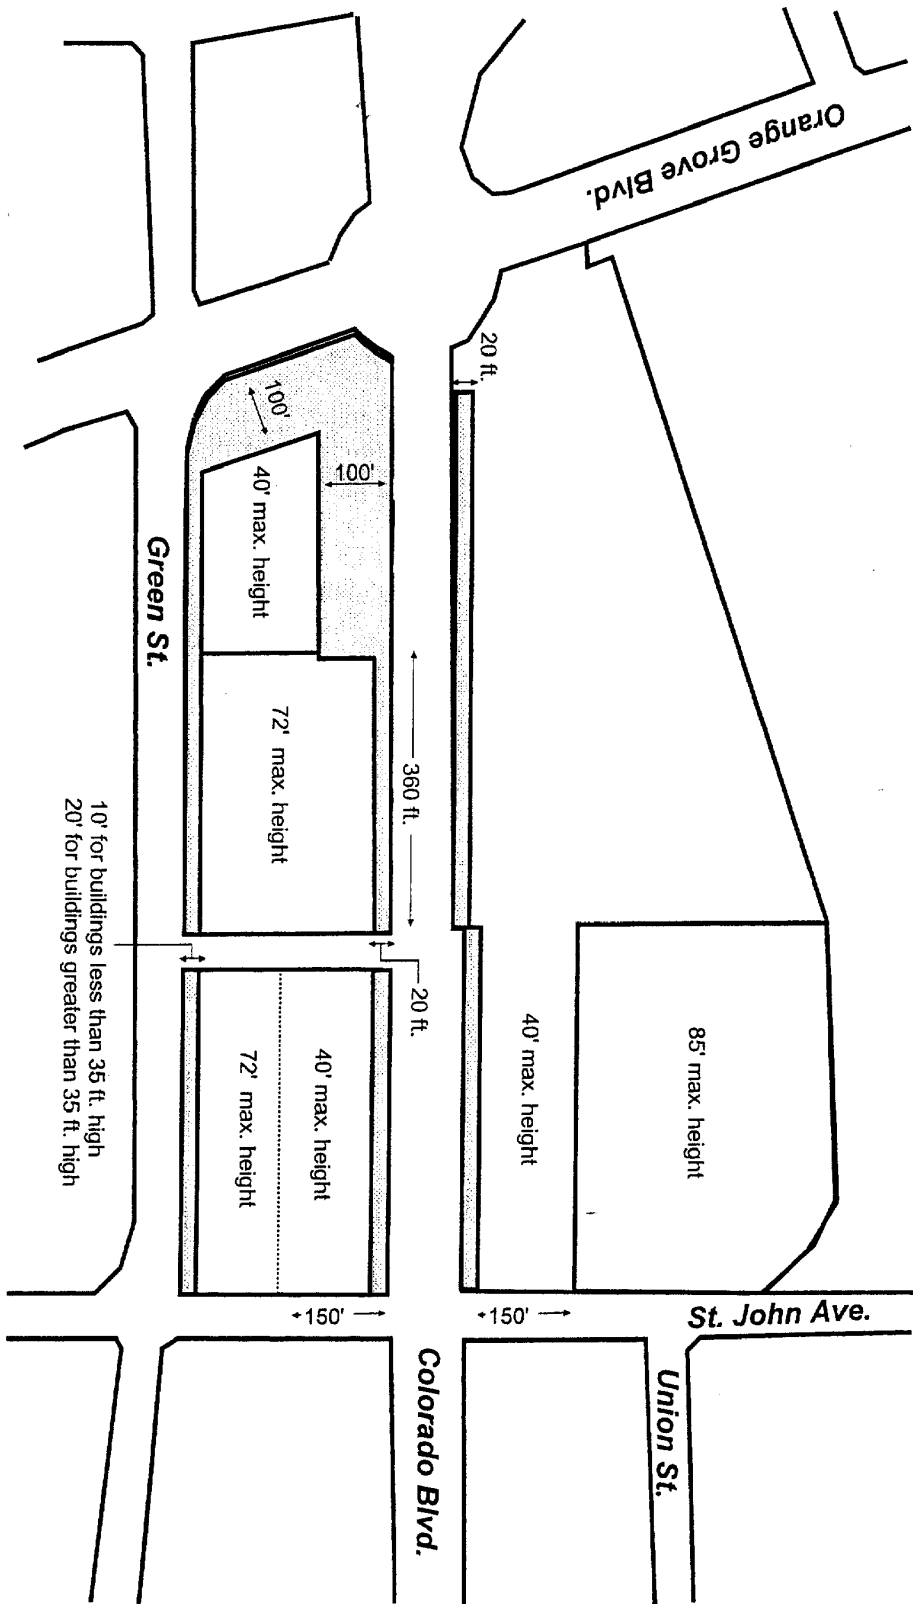 Orange Grove Blvd.
20 ft.
100'
100'
40' max. height
Green St.
72' max. height
360 ft.
10' for buildings less than 35 ft. high
20' for buildings greater than 35 ft. high
20 ft.
40' max. height
72' max. height
40' max. height
85' max. height
150'
150'
St. John Ave.
Colorado Blvd.
Union St.